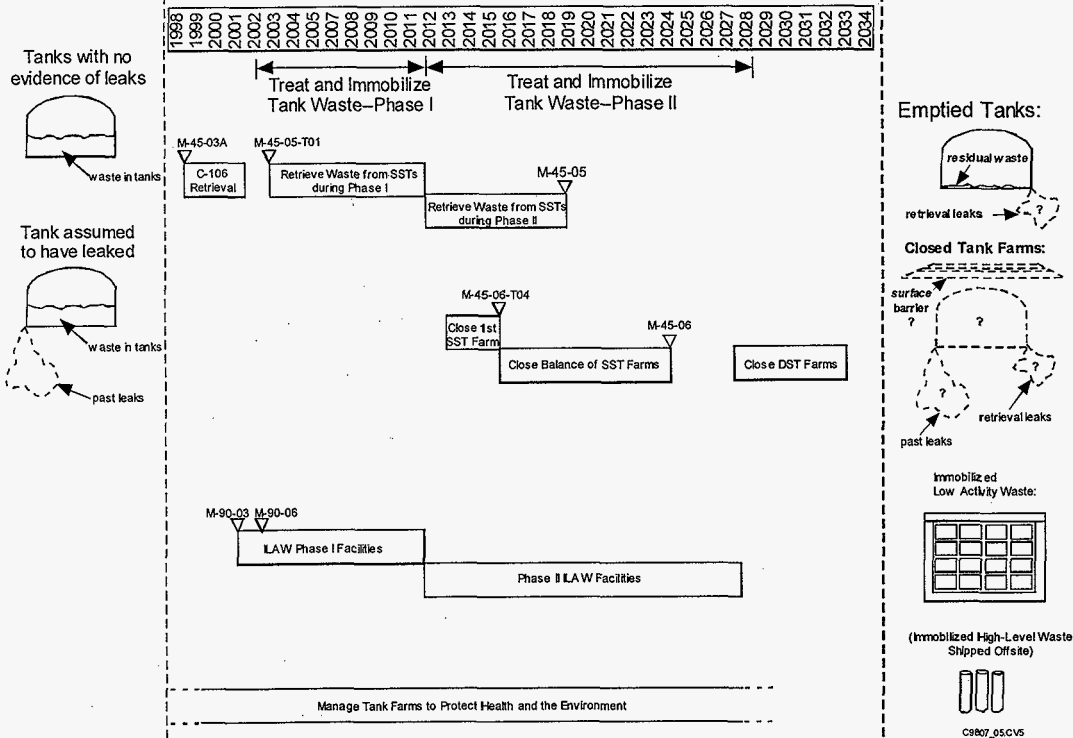 1998 1999 2000 2001 2002 2003 2004 2005 2006 2007 2008 2009 2010 2011 2012 2013 2014 2015 2016 2017 2018 2019 2020 2021 2022 2023 2024 2025 2026 2027 2028 2029 2030 2031 2032 2033 2034
Treat and Immobilize
Tank Waste–Phase I
Treat and Immobilize
Tank Waste–Phase II
Tanks with no
evidence of leaks
waste in tanks
Tank assumed
to have leaked
waste in tanks
past leaks
M-45-03A
C-106
Retrieval
M-45-05-T01
Retrieve Waste from SSTs
during Phase I
M-45-05
Retrieve Waste from SSTs
during Phase II
M-45-06-T04
Close 1st
SST Farm
M-45-06
Close Balance of SST Farms
Close DST Farms
M-90-03
M-90-06
ILAW Phase I Facilities
Phase II ILAW Facilities
Manage Tank Farms to Protect Health and the Environment
Emptied Tanks:
residual waste
retrieval leaks
?
Closed Tank Farms:
surface
barrier
?
?
?
?
retrieval leaks
past leaks
Immobilized
Low Activity Waste:
(Immobilized High-Level Waste
Shipped Offsite)
C9807_05.CV5